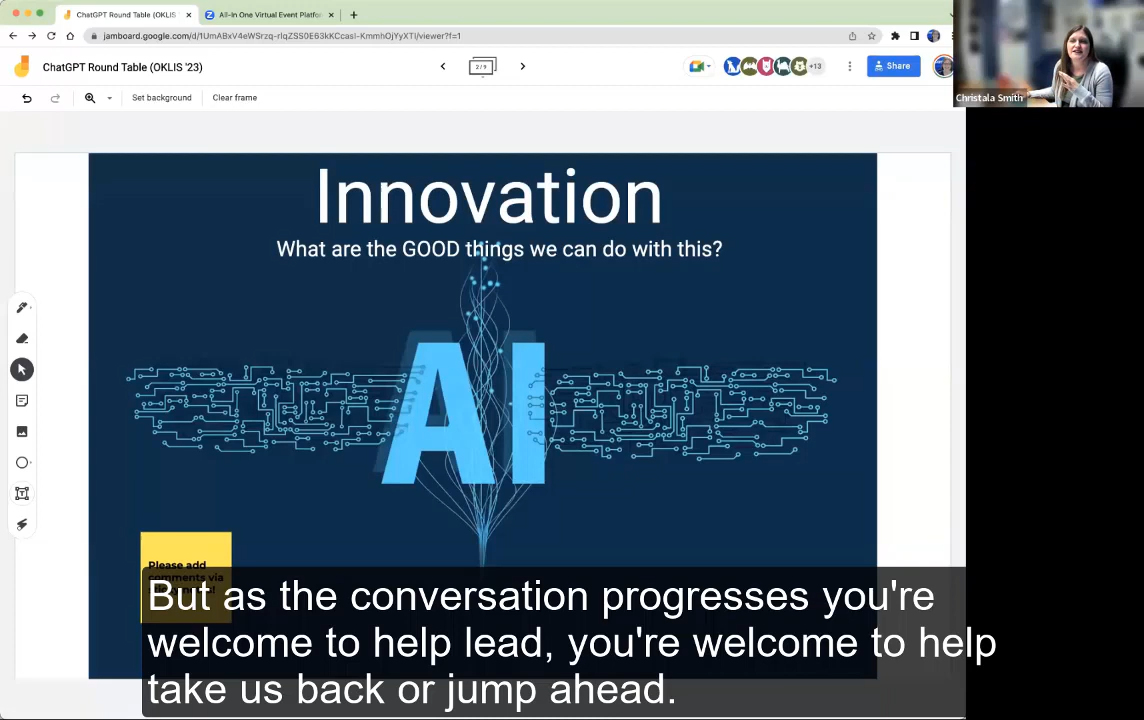 ChatGPT Round Table (OKLIS '23)
All-In One Virtual Event Platfo
jamboard.google.com/d/1UmABxV4eWSrzq-rIqZSS0E63kKCcasI-KmmhOjYyXTI/viewer?f=1
ChatGPT Round Table (OKLIS '23)
2/9
+13
Share
Set background
Clear frame
Christala Smith
Innovation
What are the GOOD things we can do with this?
AI
Please add
But as the conversation progresses you're
welcome to help lead, you're welcome to help
take us back or jump ahead.